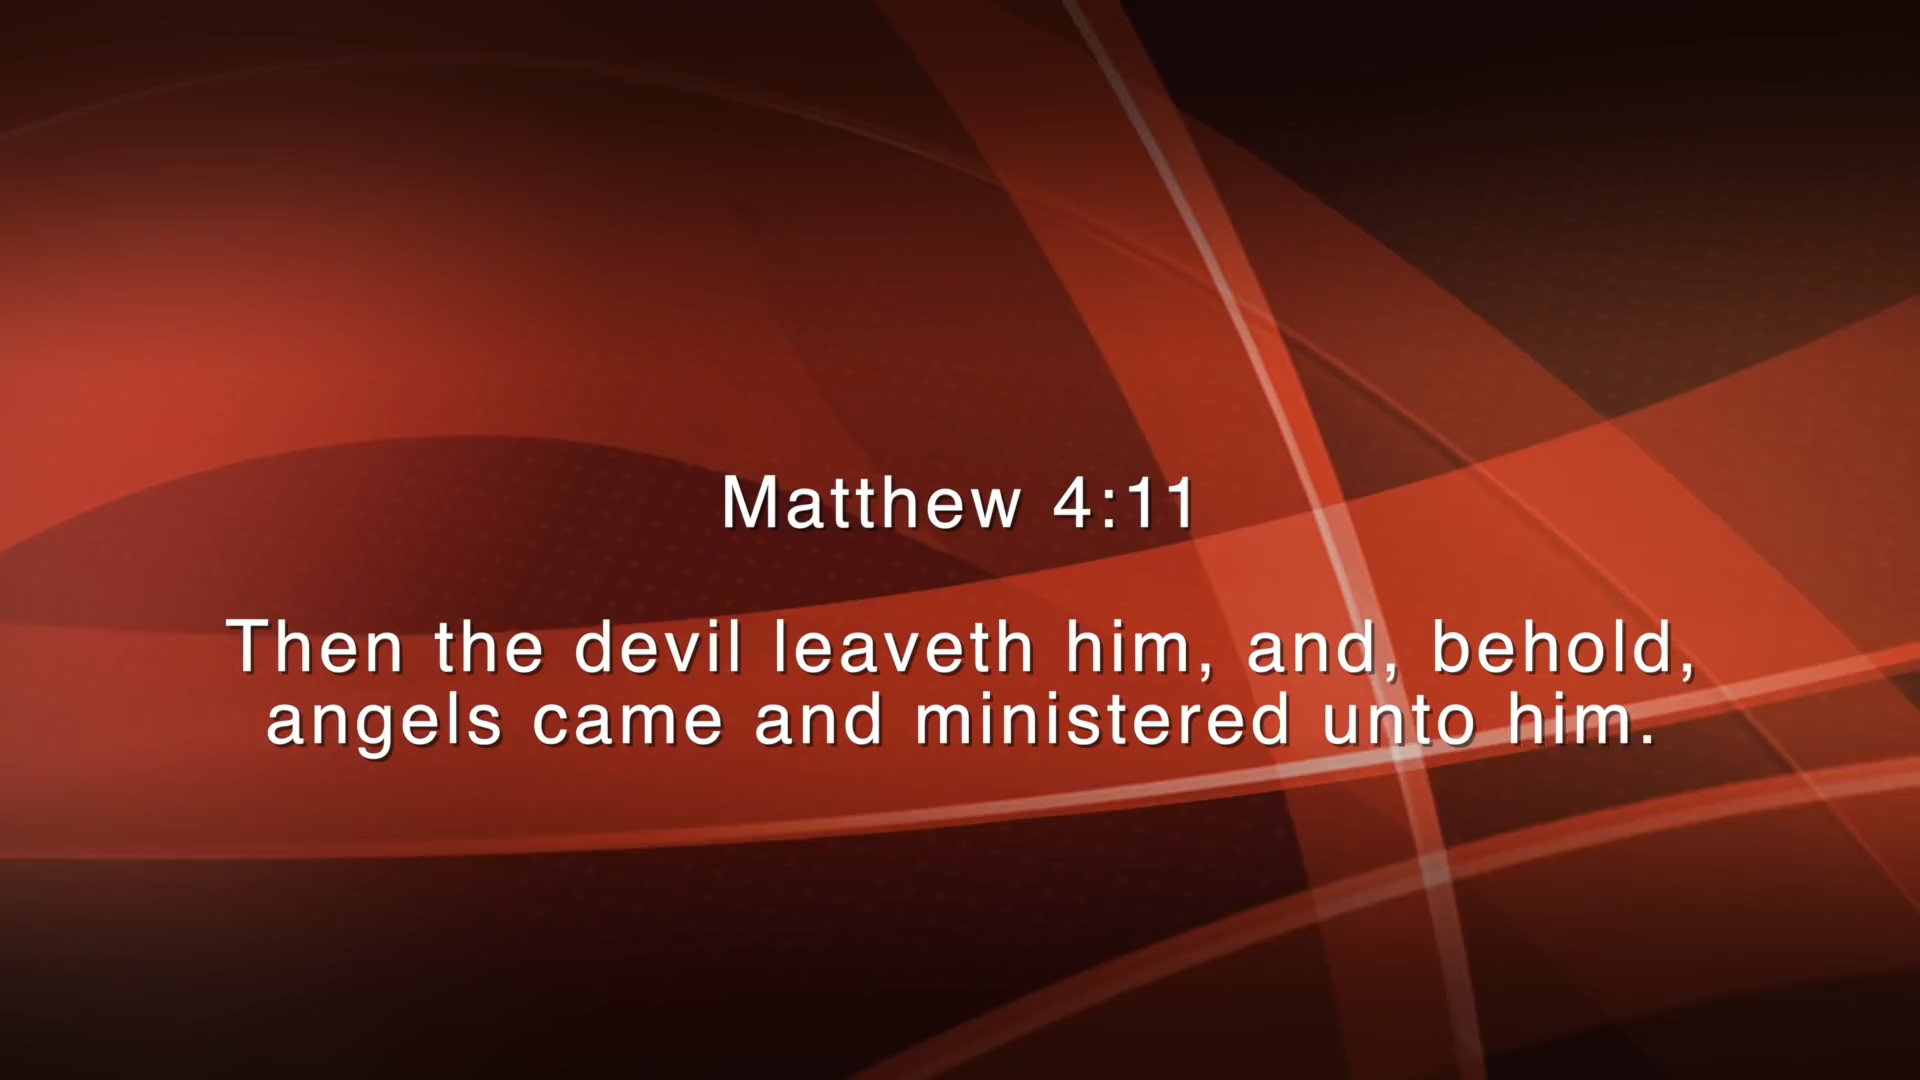 Matthew 4:11
Then the devil leaveth him, and, behold,
angels came and ministered unto him.